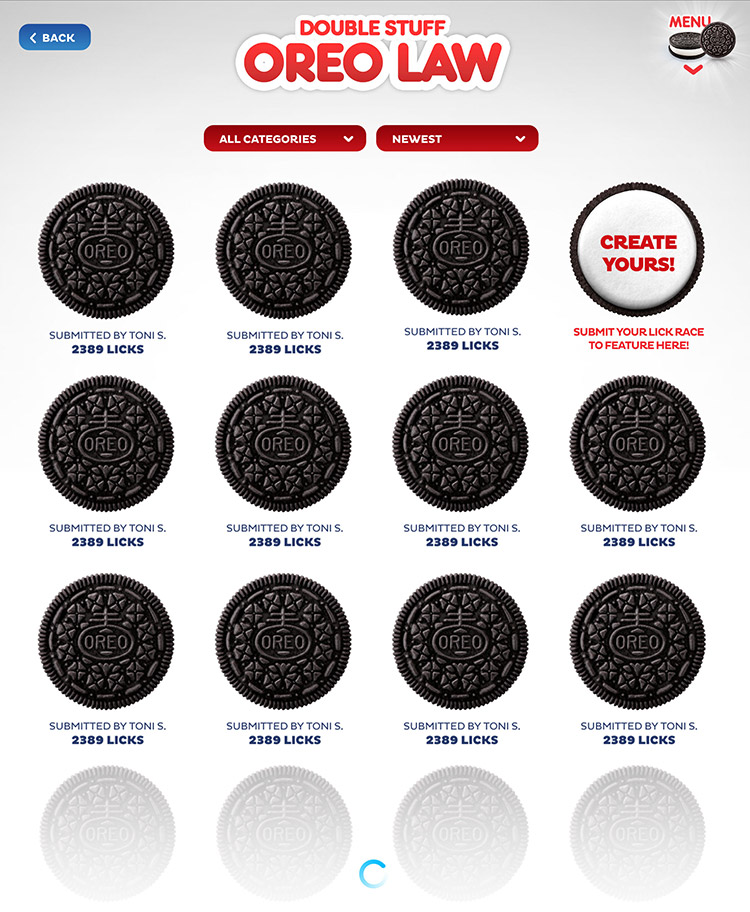 BACK
DOUBLE STUFF
OREO LAW
MENU
ALL CATEGORIES
NEWEST
OREO
OREO
OREO
CREATE
YOURS!
SUBMITTED BY TONI S.
2389 LICKS
SUBMITTED BY TONI S.
2389 LICKS
SUBMITTED BY TONI S.
2389 LICKS
SUBMIT YOUR LICK RACE
TO FEATURE HERE!
OREO
OREO
OREO
OREO
SUBMITTED BY TONI S.
2389 LICKS
SUBMITTED BY TONI S.
2389 LICKS
SUBMITTED BY TONI S.
2389 LICKS
SUBMITTED BY TONI S.
2389 LICKS
OREO
OREO
OREO
OREO
SUBMITTED BY TONI S.
2389 LICKS
SUBMITTED BY TONI S.
2389 LICKS
SUBMITTED BY TONI S.
2389 LICKS
SUBMITTED BY TONI S.
2389 LICKS
OREO
OREO
OREO
OREO